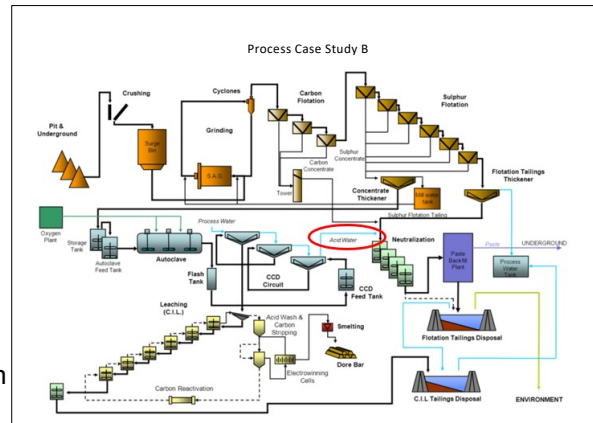 Process Case Study B
Crushing
Cyclones
Carbon
Flotation
Sulphur
Flotation
Pit &
Underground
Surge
Bin
Grinding
S.A.G.
Sulphur
Concentrate
Carbon
Concentrate
Tower
Concentrate
Thickener
Mill water
tank
Flotation Tailings
Thickener
Sulphur Flotation Tailing
Oxygen
Plant
Process Water
Acid Water
Neutralization
Storage
Tank
Autoclave
Feed Tank
Autoclave
Flash
Tank
CCD
Circuit
CCD
Feed Tank
Paste
Backfill
Plant
Paste
UNDERGROUND
Process
Water
Tank
Leaching
(C.I.L.)
Acid Wash &
Carbon
Stripping
Smelting
Dore Bar
Electrowinning
Cells
Carbon Reactivation
Flotation Tailings Disposal
C.I.L Tailings Disposal
ENVIRONMENT
n